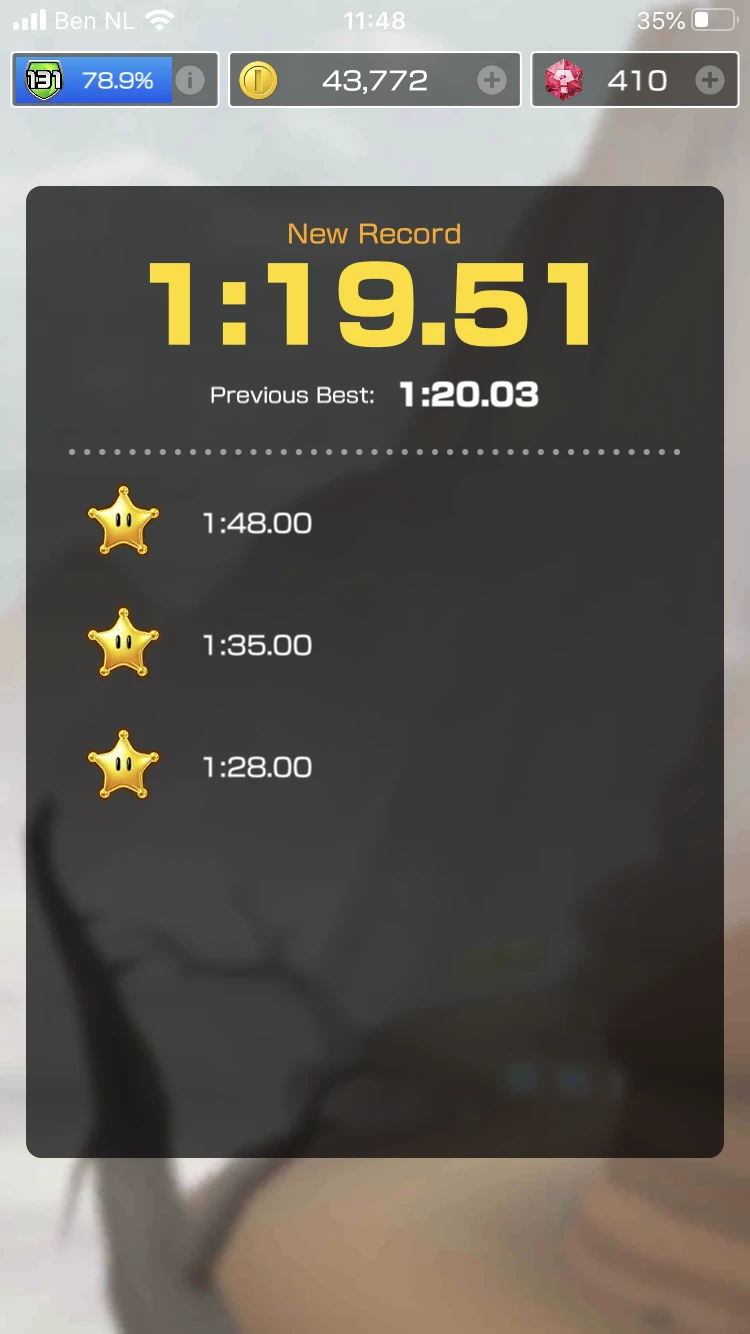 Ben NL 11:48 35%
131 78.9% i 43,772 + 410 +
New Record
1:19.51
Previous Best: 1:20.03
1:48.00
1:35.00
1:28.00